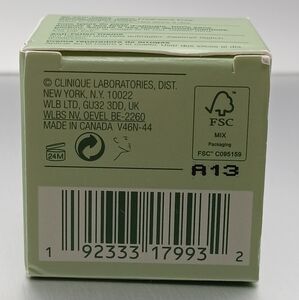 © CLINIQUE LABORATORIES, DIST.
NEW YORK, N.Y. 10022
WLB LTD, GU32 3DD, UK
WLBS NV, OEVEL BE-2260
MADE IN CANADA V46N-44
24M
FSC
MIX
Packaging
FSC® C095159
A13
1 92333 17993 2